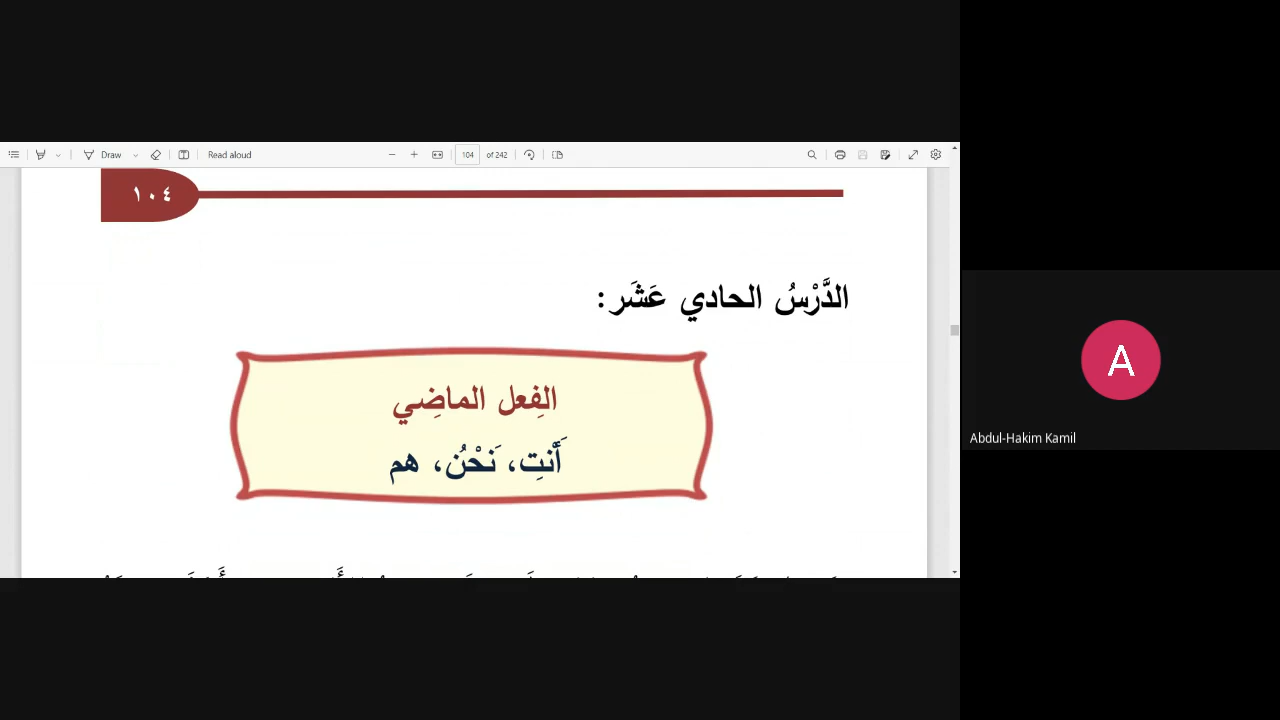 Draw
Read aloud
104 of 242
١٠٤
الدَّرْسُ الحادي عَشَر:
الفِعل الماضِي
أَنْتِ، نَحْنُ، هم
A
Abdul-Hakim Kamil